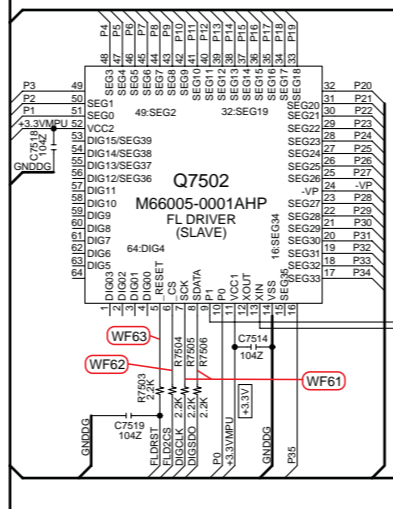 P4 P5 P6 P7 P8 P9 P10 P11 P12 P13 P14 P15 P16 P17 P18 P19
48 47 46 45 44 43 42 41 40 39 38 37 36 35 34 33
SEG3 SEG4 SEG5 SEG6 SEG7 SEG8 SEG9 SEG10 SEG11 SEG12 SEG13 SEG14 SEG15 SEG16 SEG17 SEG18
P3 49
P2 50 SEG1
P1 51 SEG0
+3.3VMPU 52 VCC2
53 DIG15/SEG39
54 DIG14/SEG38
55 DIG13/SEG37
56 DIG12/SEG36
57 DIG11
58 DIG10
59 DIG9
60 DIG8
61 DIG7
62 DIG6
63 DIG5
64
C7518
104Z
GNDDG
49:SEG2
32:SEG19
Q7502
M66005-0001AHP
FL DRIVER
(SLAVE)
64:DIG4
16:SEG34
32 P20
SEG20 31 P21
SEG21 30 P22
SEG22 29 P23
SEG23 28 P24
SEG24 27 P25
SEG25 26 P26
SEG26 25 P27
-VP 24 -VP
SEG27 23 P28
SEG28 22 P29
SEG29 21 P30
SEG30 20 P31
SEG31 19 P32
SEG32 18 P33
SEG33 17 P34
DIG03 DIG02 DIG01 DIG00 _RESET _CS _SCK SDATA P1 P0 VCC1 XOUT XIN VSS SEG35
1 2 3 4 5 6 7 8 9 10 11 12 13 14 15 16
WF63
WF62
WF61
R7503
2.2K
R7504
2.2K
R7505
2.2K
R7506
2.2K
C7514
104Z
+3.3V
C7519
104Z
GNDDG
FLDRST
FLD2CS
DIGCLK
DIGSDO
P0
+3.3VMPU
GNDDG
P35